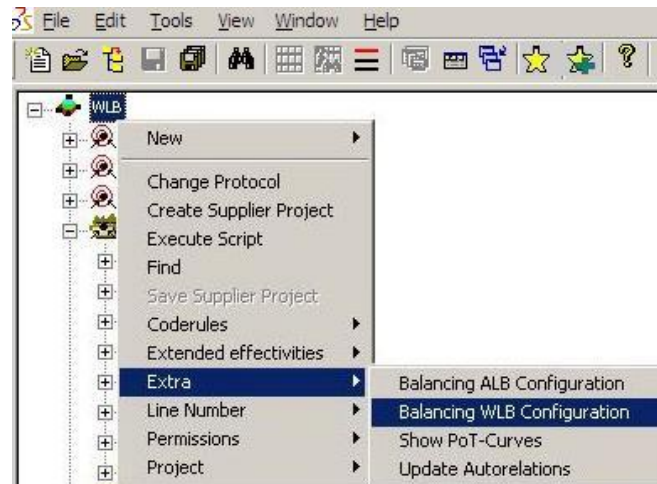 File Edit Tools View Window Help
WLB
New
Change Protocol
Create Supplier Project
Execute Script
Find
Save Supplier Project
Coderules
Extended effectivities
Extra
Balancing ALB Configuration
Line Number
Balancing WLB Configuration
Permissions
Show PoT-Curves
Project
Update Autorelations